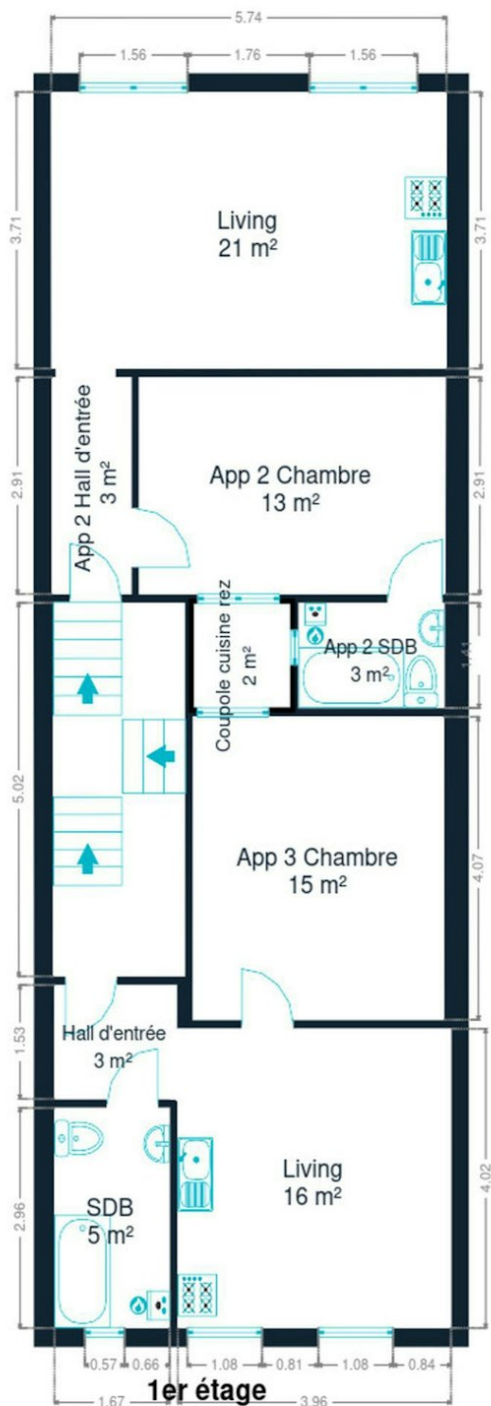 5.74
1.56
1.76
1.56
3.71
Living
21 m²
3.71
2.91
App 2 Hall d'entrée
3 m²
App 2 Chambre
13 m²
2.91
Coupole cuisine rez
2 m²
App 2 SDB
3 m²
1.41
5.02
App 3 Chambre
15 m²
4.07
1.53
Hall d'entrée
3 m²
2.96
SDB
5 m²
Living
16 m²
4.02
0.57
0.66
1.08
0.81
1.08
0.84
1.67
1er étage
3.96